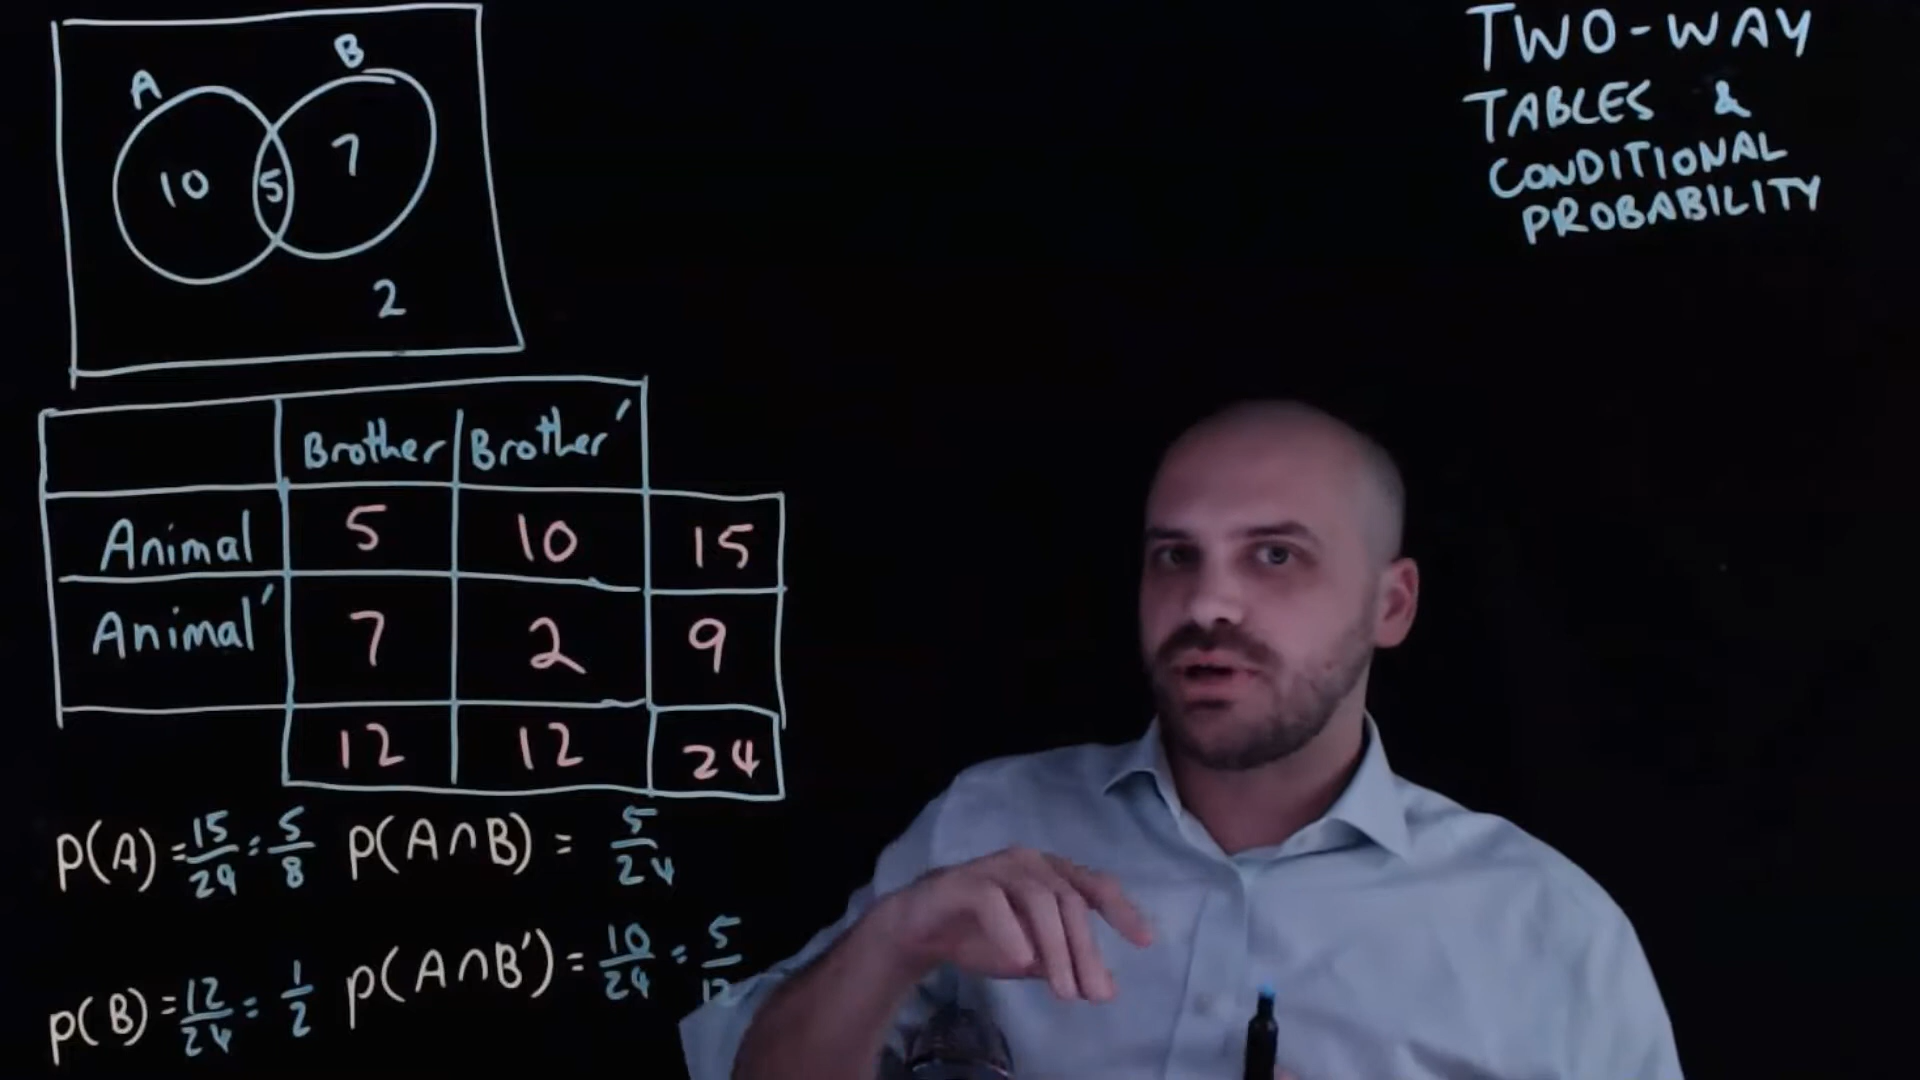 TWO-WAY
TABLES &
CONDITIONAL
PROBABILITY
A B
10 5 7
2
Brother Brother'
Animal 5 10 15
Animal' 7 2 9
12 12 24
P(A) = 15/24 = 5/8 P(A∩B) = 5/24
P(B) = 12/24 = 1/2 P(A∩B') = 10/24 = 5/12